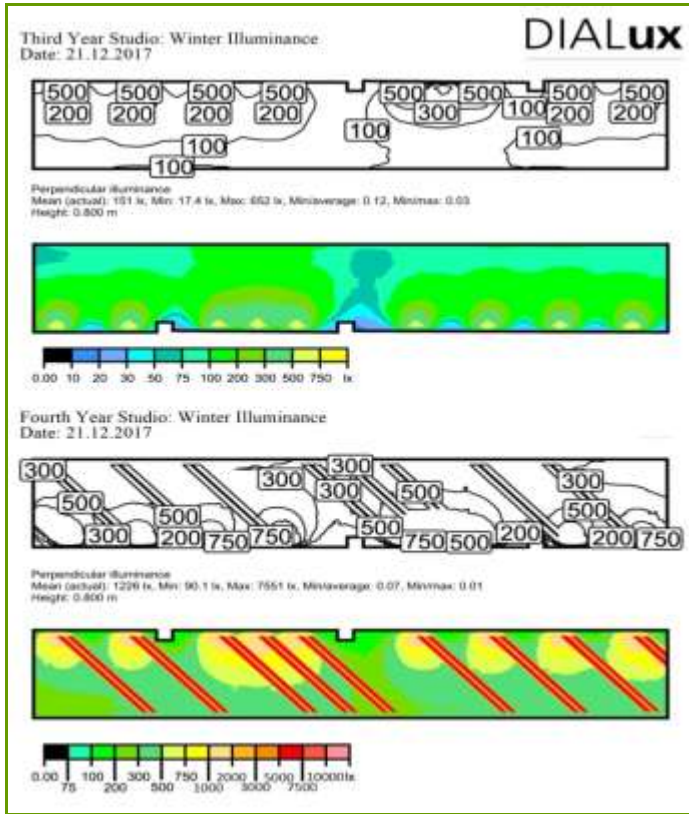 Third Year Studio: Winter Illuminance
DIALux
Date: 21.12.2017
500 500 500 500 500 500 500 500
200 200 200 200 300 100 200 200
100 100 100
100
Perpendicular illuminance
Mean (actual): 151 lx, Min: 17.4 lx, Max: 652 lx, Min/average: 0.12, Min/max: 0.03
Height: 0.800 m
0.00 10 20 30 50 75 100 200 300 500 750 lx
Fourth Year Studio: Winter Illuminance
Date: 21.12.2017
300 300 300 300 300
500 500 500 500
300 200 750 750 500 750 500 200 200 750
Perpendicular illuminance
Mean (actual): 1226 lx, Min: 90.1 lx, Max: 7551 lx, Min/average: 0.07, Min/max: 0.01
Height: 0.800 m
0.00 100 300 750 2000 5000 10000lx
75 200 500 1000 3000 7500